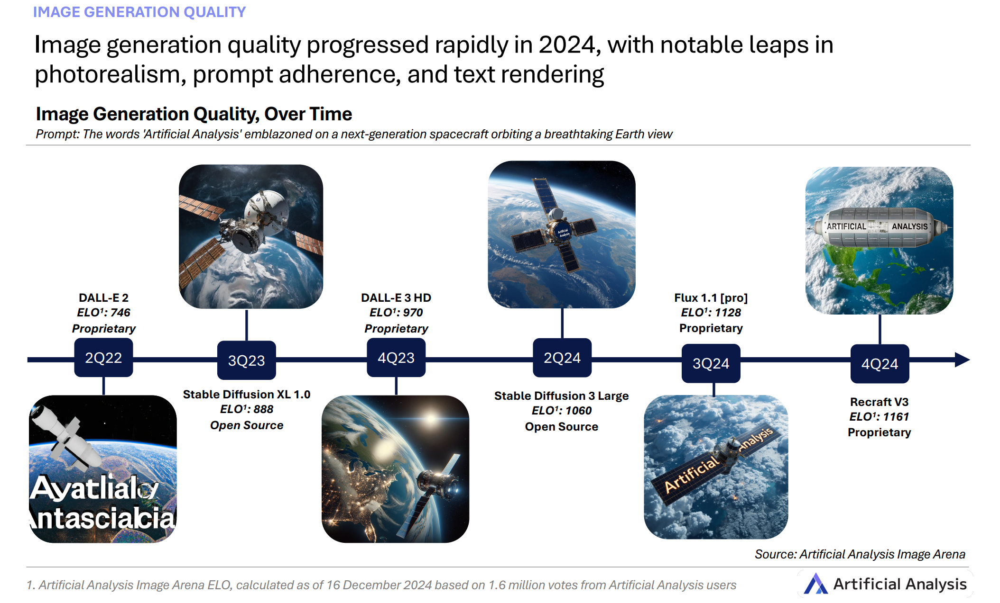 IMAGE GENERATION QUALITY
Image generation quality progressed rapidly in 2024, with notable leaps in
photorealism, prompt adherence, and text rendering
Image Generation Quality, Over Time
Prompt: The words 'Artificial Analysis' emblazoned on a next-generation spacecraft orbiting a breathtaking Earth view
DALL-E 2
ELO¹: 746
Proprietary
2Q22
Ayatlialcy
Antascialcia
3Q23
Stable Diffusion XL 1.0
ELO¹: 888
Open Source
DALL-E 3 HD
ELO¹: 970
Proprietary
4Q23
Artificial
Analysis
2Q24
Stable Diffusion 3 Large
ELO¹: 1060
Open Source
Flux 1.1 [pro]
ELO¹: 1128
Proprietary
3Q24
Artificial Analysis
ARTIFICIAL ANALYSIS
4Q24
Recraft V3
ELO¹: 1161
Proprietary
Source: Artificial Analysis Image Arena
1. Artificial Analysis Image Arena ELO, calculated as of 16 December 2024 based on 1.6 million votes from Artificial Analysis users
Artificial Analysis